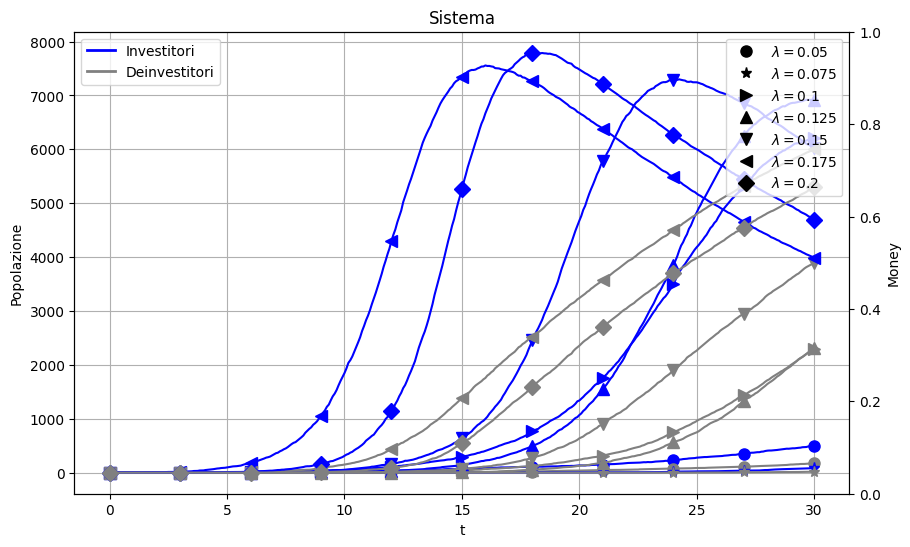 Sistema
Investitori
Deinvestitori
λ = 0.05
λ = 0.075
λ = 0.1
λ = 0.125
λ = 0.15
λ = 0.175
λ = 0.2
8000
7000
6000
5000
4000
3000
2000
1000
0
Popolazione
1.0
0.8
0.6
0.4
0.2
0.0
Money
0 5 10 15 20 25 30
t